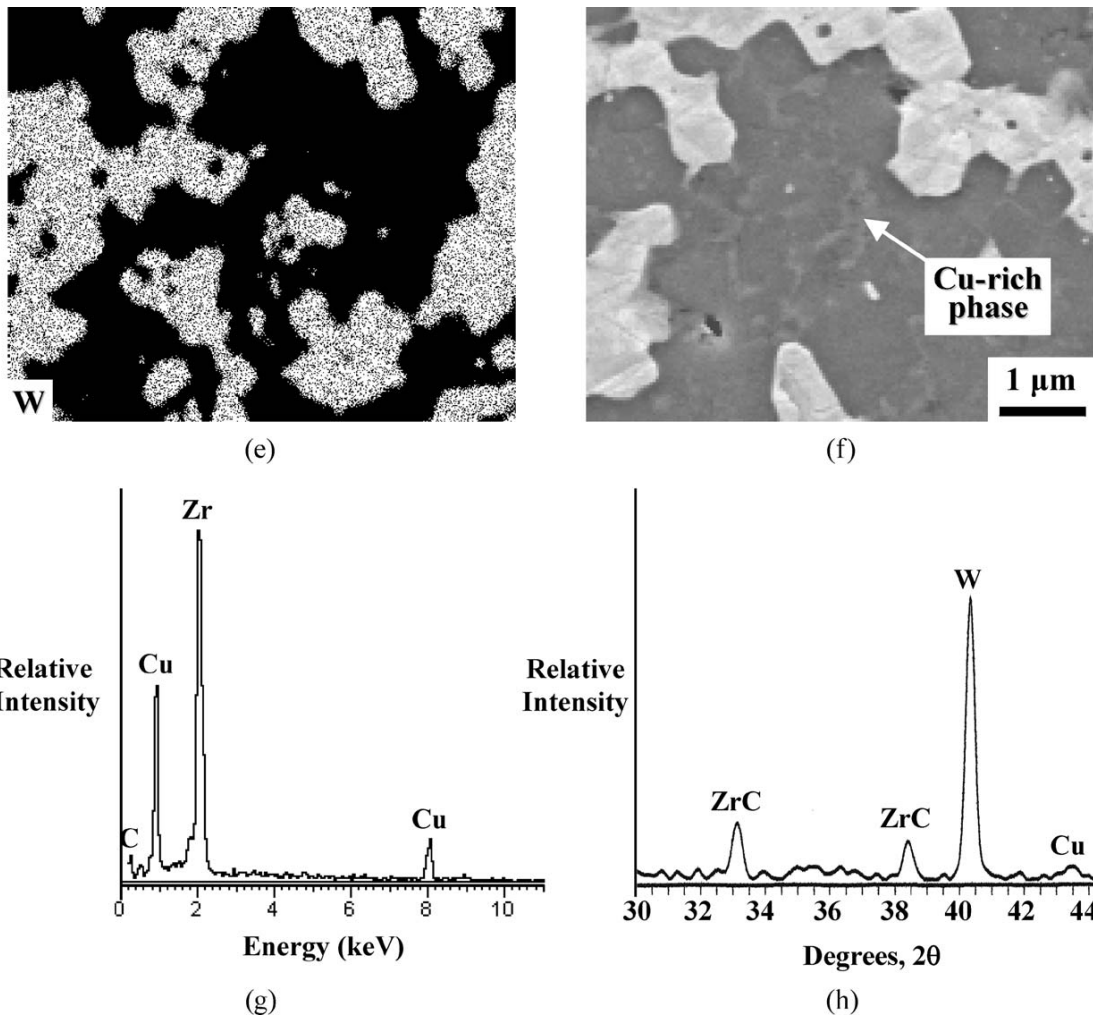 W
Cu-rich
phase
1 µm
(e)
(f)
Zr
Cu
C
Cu
Relative
Intensity
0 2 4 6 8 10
Energy (keV)
(g)
W
ZrC
ZrC
Cu
Relative
Intensity
30 32 34 36 38 40 42 44
Degrees, 2θ
(h)